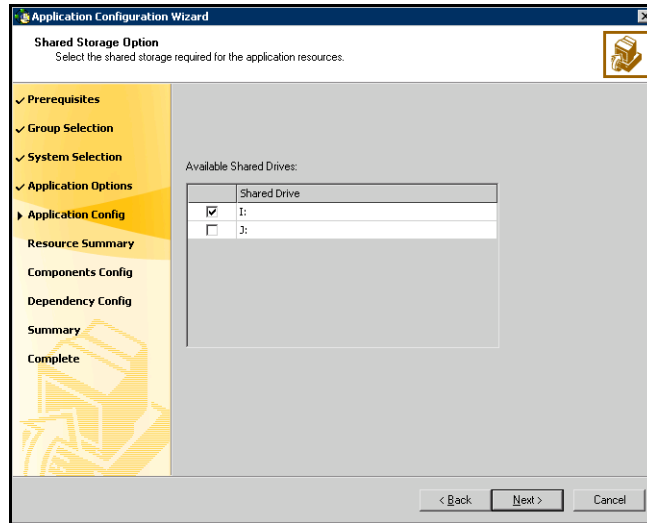 Application Configuration Wizard
Shared Storage Option
Select the shared storage required for the application resources.
Prerequisites
Group Selection
System Selection
Application Options
Application Config
Resource Summary
Components Config
Dependency Config
Summary
Complete
Available Shared Drives:
Shared Drive
I:
J:
< Back
Next >
Cancel